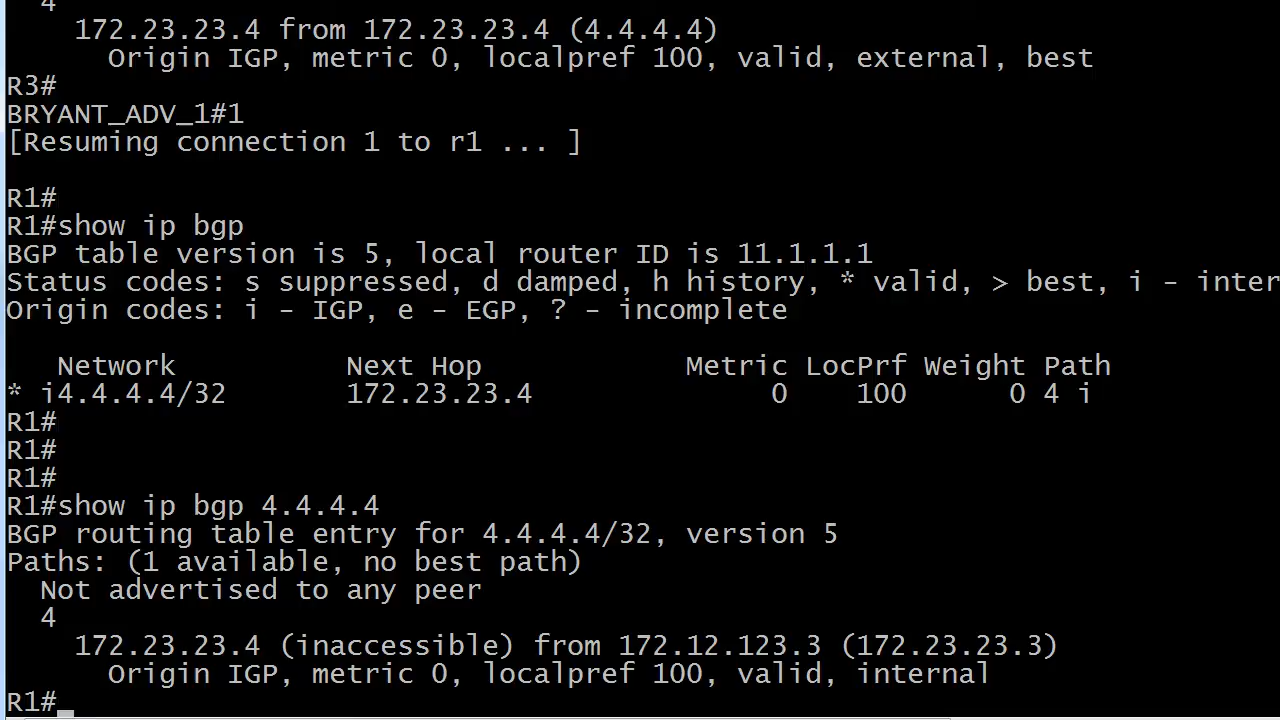 4
172.23.23.4 from 172.23.23.4 (4.4.4.4)
Origin IGP, metric 0, localpref 100, valid, external, best
R3#
BRYANT_ADV_1#1
[Resuming connection 1 to r1 ... ]
R1#
R1#show ip bgp
BGP table version is 5, local router ID is 11.1.1.1
Status codes: s suppressed, d damped, h history, * valid, > best, i - inter
Origin codes: i - IGP, e - EGP, ? - incomplete
Network Next Hop Metric LocPrf Weight Path
* i4.4.4.4/32 172.23.23.4 0 100 0 4 i
R1#
R1#
R1#
R1#show ip bgp 4.4.4.4
BGP routing table entry for 4.4.4.4/32, version 5
Paths: (1 available, no best path)
Not advertised to any peer
4
172.23.23.4 (inaccessible) from 172.12.123.3 (172.23.23.3)
Origin IGP, metric 0, localpref 100, valid, internal
R1#